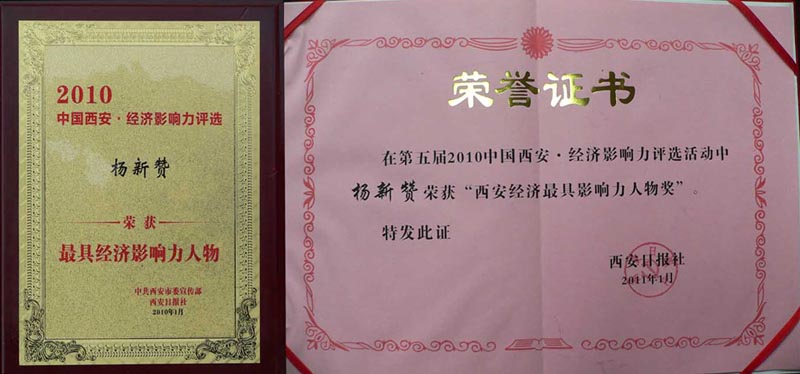 2010
中国西安·经济影响力评选
杨新赞
荣获
最具经济影响力人物
中共西安市委宣传部
西安日报社
2010年1月
荣誉证书
在第五届2010中国西安·经济影响力评选活动中
杨新赞荣获“西安经济最具影响力人物奖”。
特发此证
西安日报社
2011年1月